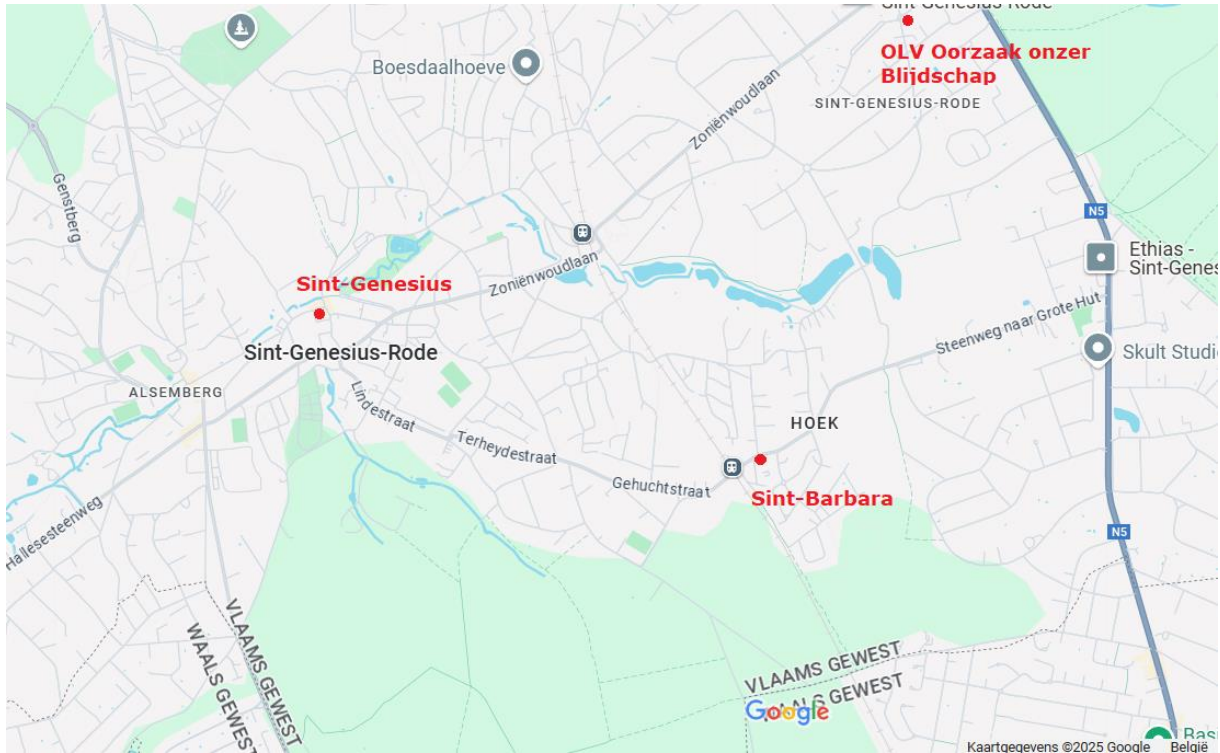 Sint-Genesius-Rode
OLV Oorzaak onzer
Blijdschap
Boesdaalhoeve
SINT-GENESIUS-RODE
Zoniënwoudlaan
Genstberg
N5
Ethias -
Sint-Genes
Sint-Genesius
Zoniënwoudlaan
Steenweg naar Grote Hut
Sint-Genesius-Rode
Skult Studi
ALSEMBERG
Lindestraat
HOEK
Terheydestraat
Gehuchtstraat
Sint-Barbara
Hallesesteenweg
N5
VLAAMS GEWEST
WAALS GEWEST
VLAAMS GEWEST
WAALS GEWEST
Google
Bas
Kaartgegevens ©2025 Google België